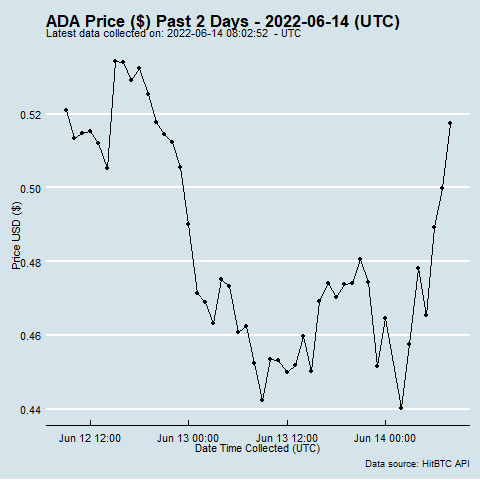 ADA Price ($) Past 2 Days - 2022-06-14 (UTC)
Latest data collected on: 2022-06-14 08:02:52 - UTC
Price USD ($)
0.52
0.50
0.48
0.46
0.44
Jun 12 12:00
Jun 13 00:00
Jun 13 12:00
Jun 14 00:00
Date Time Collected (UTC)
Data source: HitBTC API